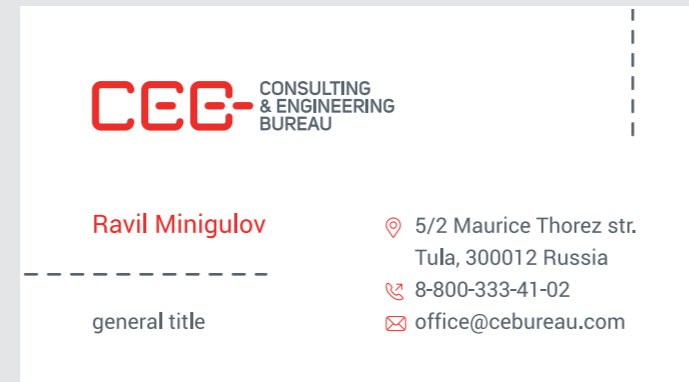 CEB
CONSULTING
& ENGINEERING
BUREAU
Ravil Minigulov
general title
5/2 Maurice Thorez str.
Tula, 300012 Russia
8-800-333-41-02
office@cebureau.com